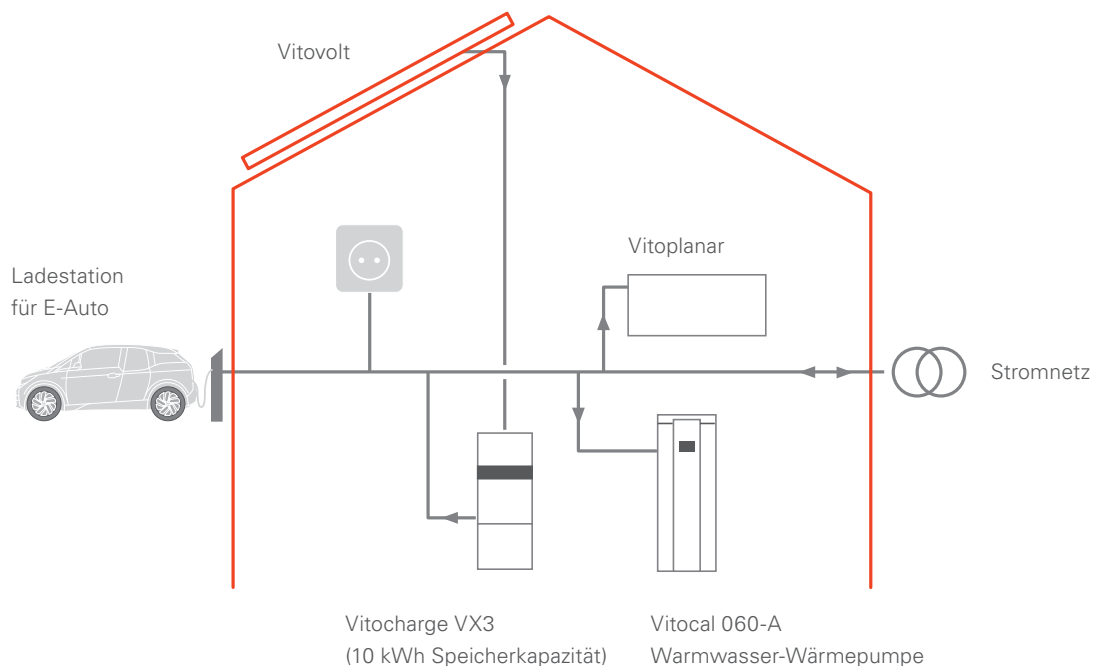 Vitovolt
Vitoplanar
Ladestation
für E-Auto
Stromnetz
Vitocharge VX3
(10 kWh Speicherkapazität)
Vitocal 060-A
Warmwasser-Wärmepumpe